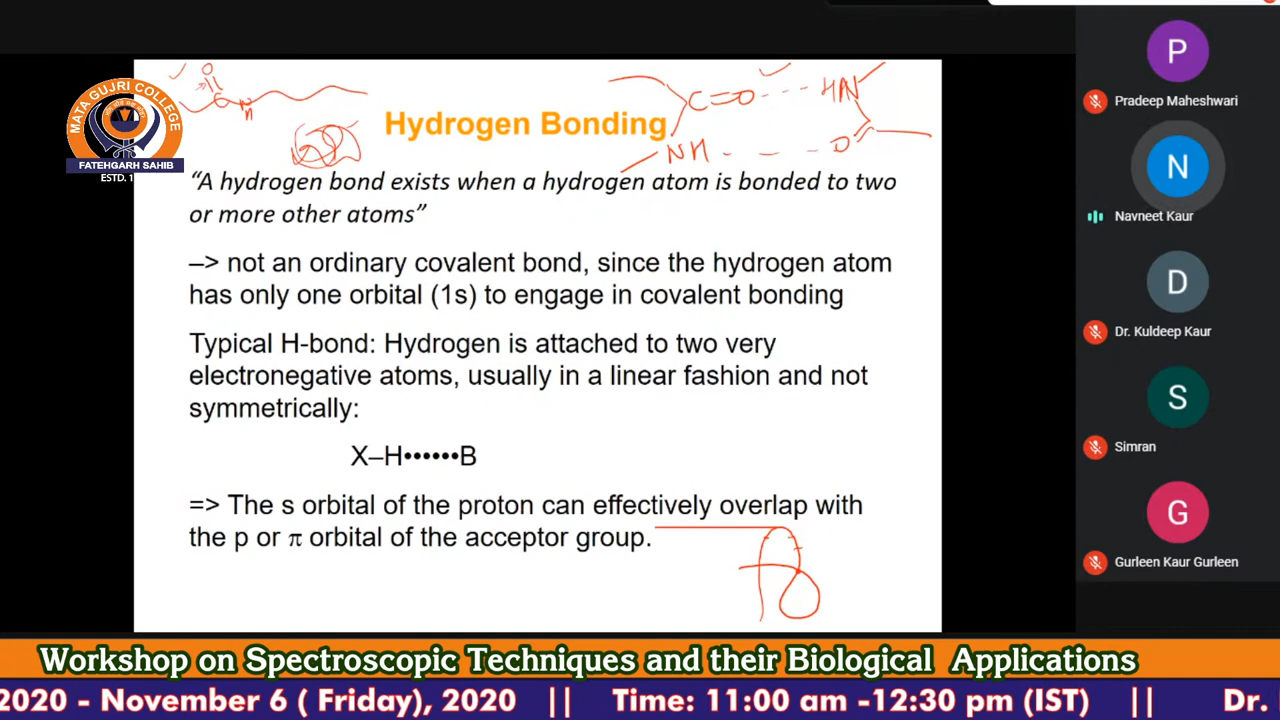 MATA GUJRI COLLEGE
FATEHGARH SAHIB
ESTD. 1
O
C
N
H
C=O HN
NH O
Hydrogen Bonding
“A hydrogen bond exists when a hydrogen atom is bonded to two
or more other atoms”
–> not an ordinary covalent bond, since the hydrogen atom
has only one orbital (1s) to engage in covalent bonding
Typical H-bond: Hydrogen is attached to two very
electronegative atoms, usually in a linear fashion and not
symmetrically:
X–H••••••B
=> The s orbital of the proton can effectively overlap with
the p or π orbital of the acceptor group.
P
Pradeep Maheshwari
N
Navneet Kaur
D
Dr. Kuldeep Kaur
S
Simran
G
Gurleen Kaur Gurleen
Workshop on Spectroscopic Techniques and their Biological Applications
2020 - November 6 ( Friday), 2020 || Time: 11:00 am -12:30 pm (IST) || Dr.